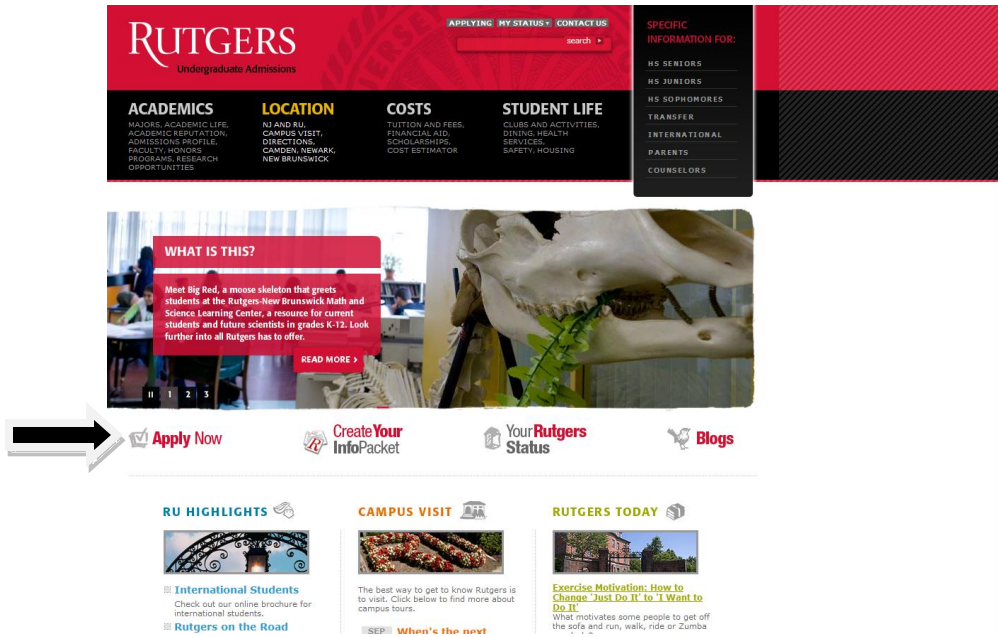 RUTGERS
Undergraduate Admissions
APPLYING MY STATUS CONTACT US
search
SPECIFIC
INFORMATION FOR:
HS SENIORS
HS JUNIORS
HS SOPHOMORES
TRANSFER
INTERNATIONAL
PARENTS
COUNSELORS
ACADEMICS
MAJORS, ACADEMIC LIFE,
ACADEMIC REPUTATION,
ADMISSIONS PROFILE,
FACULTY, HONORS
PROGRAMS, RESEARCH
OPPORTUNITIES
LOCATION
NJ AND RU,
CAMPUS VISIT,
DIRECTIONS,
CAMDEN, NEWARK,
NEW BRUNSWICK
COSTS
TUITION AND FEES,
FINANCIAL AID,
SCHOLARSHIPS,
COST ESTIMATOR
STUDENT LIFE
CLUBS AND ACTIVITIES,
DINING, HEALTH
SERVICES,
SAFETY, HOUSING
WHAT IS THIS?
Meet Big Red, a moose skeleton that greets
students at the Rutgers-New Brunswick Math and
Science Learning Center, a resource for current
students and future scientists in grades K-12. Look
further into all Rutgers has to offer.
READ MORE >
1 2 3
Apply Now
Create Your
InfoPacket
Your Rutgers
Status
Blogs
RU HIGHLIGHTS
International Students
Check out our online brochure for
international students.
Rutgers on the Road
CAMPUS VISIT
The best way to get to know Rutgers is
to visit. Click below to find more about
campus tours.
SEP When's the next
RUTGERS TODAY
Exercise Motivation: How to
Change 'Just Do It' to 'I Want to
Do It'
What motivates some people to get off
the sofa and run, walk, ride or Zumba